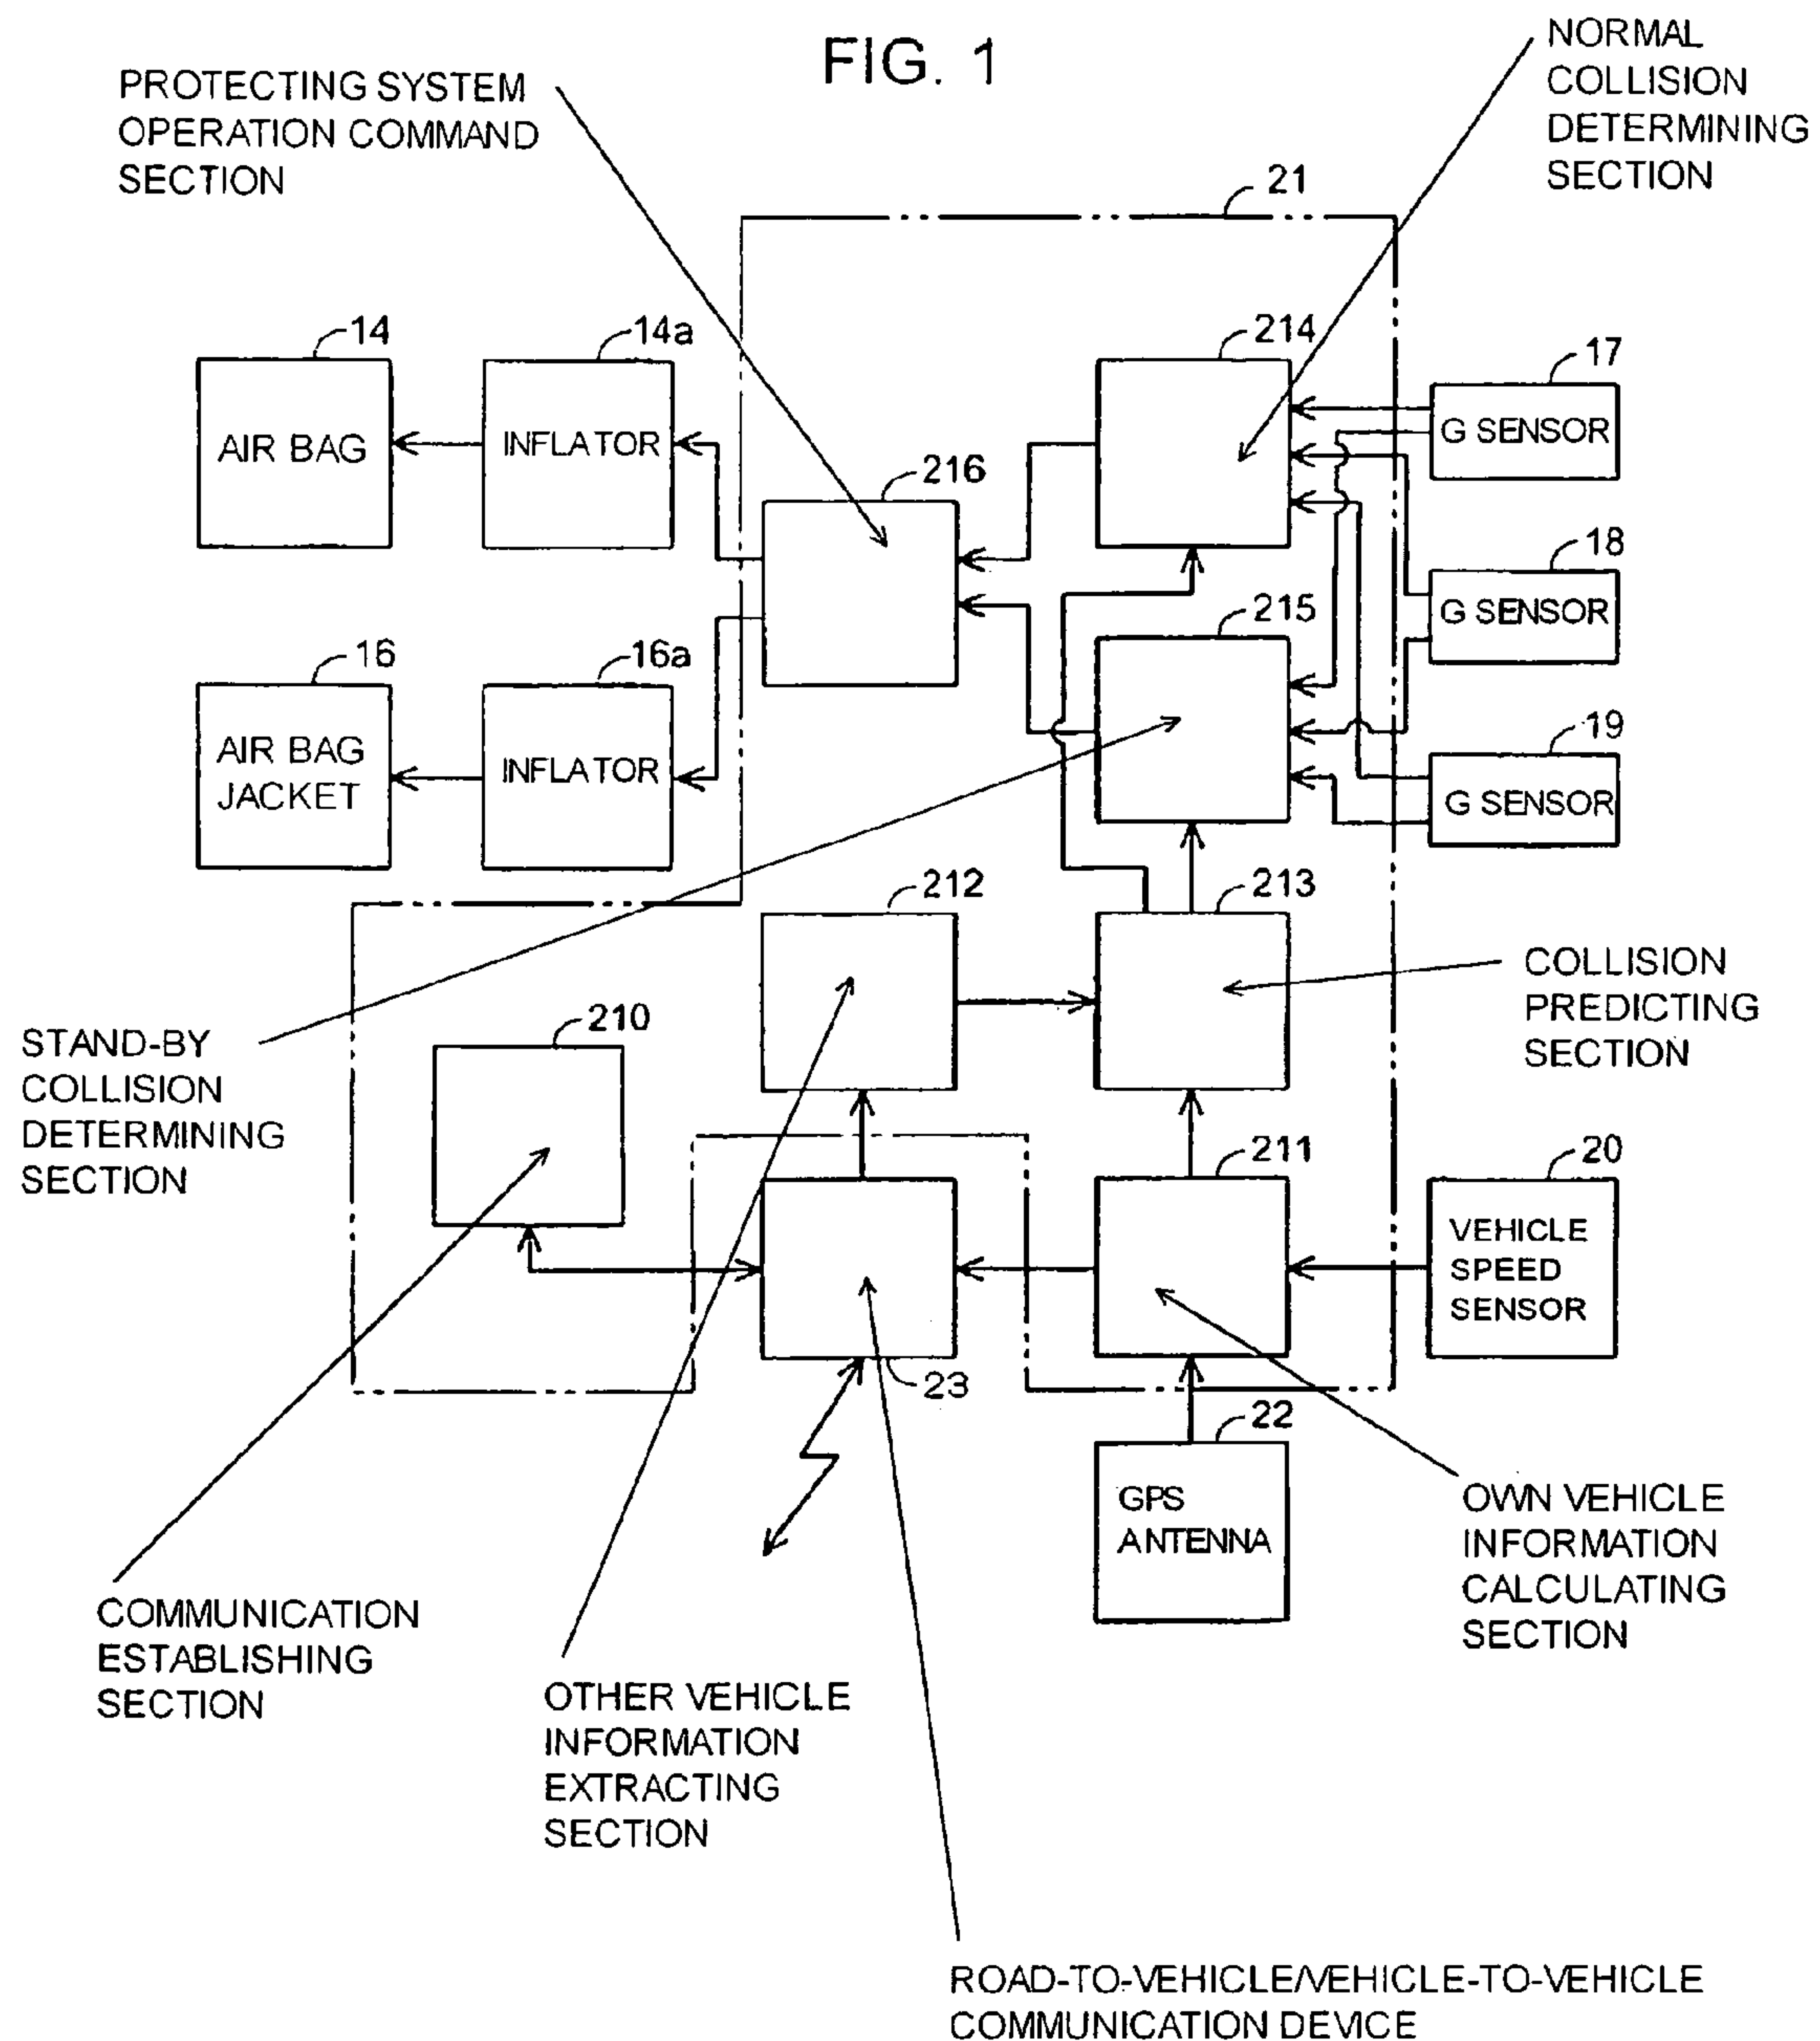 FIG. 1
NORMAL
COLLISION
DETERMINING
SECTION
PROTECTING SYSTEM
OPERATION COMMAND
SECTION
21
14
14a
214
17
AIR BAG
INFLATOR
G SENSOR
216
18
G SENSOR
215
16
16a
19
AIR BAG
JACKET
INFLATOR
G SENSOR
212
213
COLLISION
PREDICTING
SECTION
210
STAND-BY
COLLISION
DETERMINING
SECTION
211
20
VEHICLE
SPEED
SENSOR
23
22
GPS
ANTENNA
OWN VEHICLE
INFORMATION
CALCULATING
SECTION
COMMUNICATION
ESTABLISHING
SECTION
OTHER VEHICLE
INFORMATION
EXTRACTING
SECTION
ROAD-TO-VEHICLE/VEHICLE-TO-VEHICLE
COMMUNICATION DEVICE